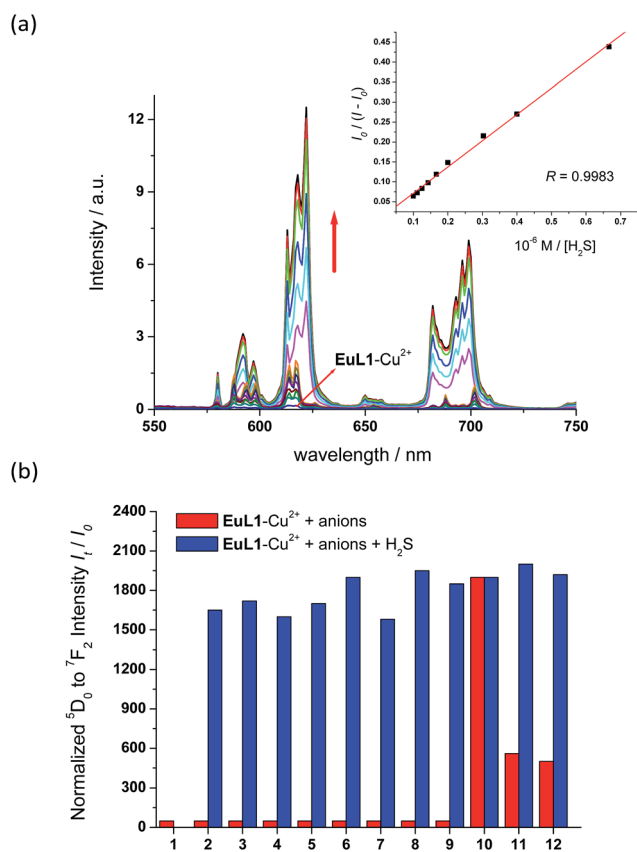 (a)
12
9
6
3
0
Intensity / a.u.
550
600
650
700
750
wavelength / nm
EuL1-Cu²⁺
0.45
0.40
0.35
0.30
0.25
0.20
0.15
0.10
0.05
I₀ / (I - I₀)
R = 0.9983
0.1 0.2 0.3 0.4 0.5 0.6 0.7
10⁻⁶ M / [H₂S]
(b)
2400
2100
1800
1500
1200
900
600
300
0
Normalized ⁵D₀ to ⁷F₂ Intensity Iₜ / I₀
EuL1-Cu²⁺ + anions
EuL1-Cu²⁺ + anions + H₂S
1 2 3 4 5 6 7 8 9 10 11 12